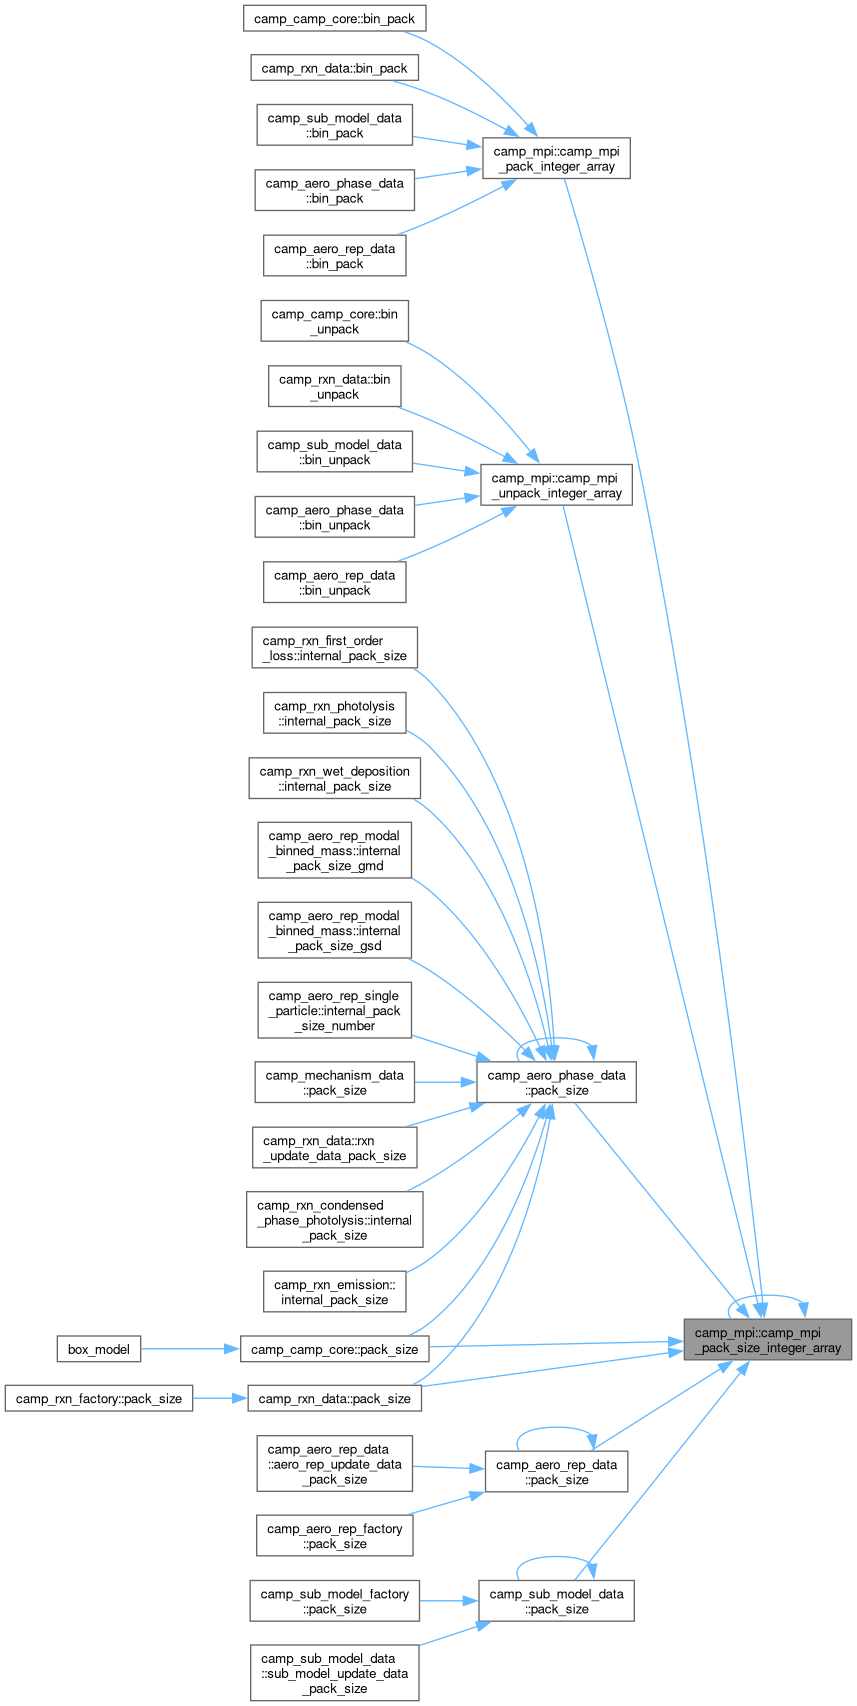 camp_camp_core::bin_pack
camp_rxn_data::bin_pack
camp_sub_model_data
::bin_pack
camp_aero_phase_data
::bin_pack
camp_aero_rep_data
::bin_pack
camp_mpi::camp_mpi
_pack_integer_array
camp_camp_core::bin
_unpack
camp_rxn_data::bin
_unpack
camp_sub_model_data
::bin_unpack
camp_aero_phase_data
::bin_unpack
camp_aero_rep_data
::bin_unpack
camp_mpi::camp_mpi
_unpack_integer_array
camp_rxn_first_order
_loss::internal_pack_size
camp_rxn_photolysis
::internal_pack_size
camp_rxn_wet_deposition
::internal_pack_size
camp_aero_rep_modal
_binned_mass::internal
_pack_size_gmd
camp_aero_rep_modal
_binned_mass::internal
_pack_size_gsd
camp_aero_rep_single
_particle::internal_pack
_size_number
camp_mechanism_data
::pack_size
camp_rxn_data::rxn
_update_data_pack_size
camp_rxn_condensed
_phase_photolysis::internal
_pack_size
camp_rxn_emission::
internal_pack_size
camp_aero_phase_data
::pack_size
box_model
camp_camp_core::pack_size
camp_rxn_factory::pack_size
camp_rxn_data::pack_size
camp_mpi::camp_mpi
_pack_size_integer_array
camp_aero_rep_data
::aero_rep_update_data
_pack_size
camp_aero_rep_factory
::pack_size
camp_aero_rep_data
::pack_size
camp_sub_model_factory
::pack_size
camp_sub_model_data
::sub_model_update_data
_pack_size
camp_sub_model_data
::pack_size